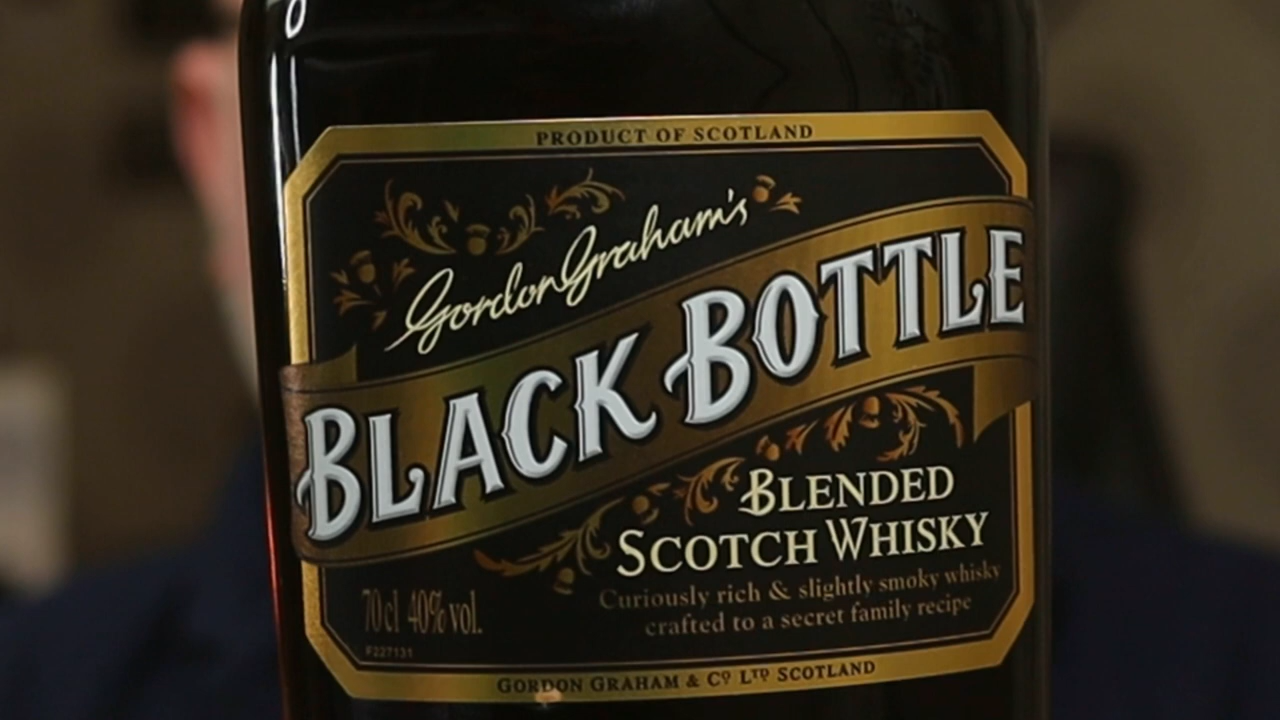 PRODUCT OF SCOTLAND
Gordon Graham's
BLACK BOTTLE
BLENDED
SCOTCH WHISKY
Curiously rich & slightly smoky whisky
crafted to a secret family recipe
70cl 40% vol.
F227131
GORDON GRAHAM & Cº LTD SCOTLAND